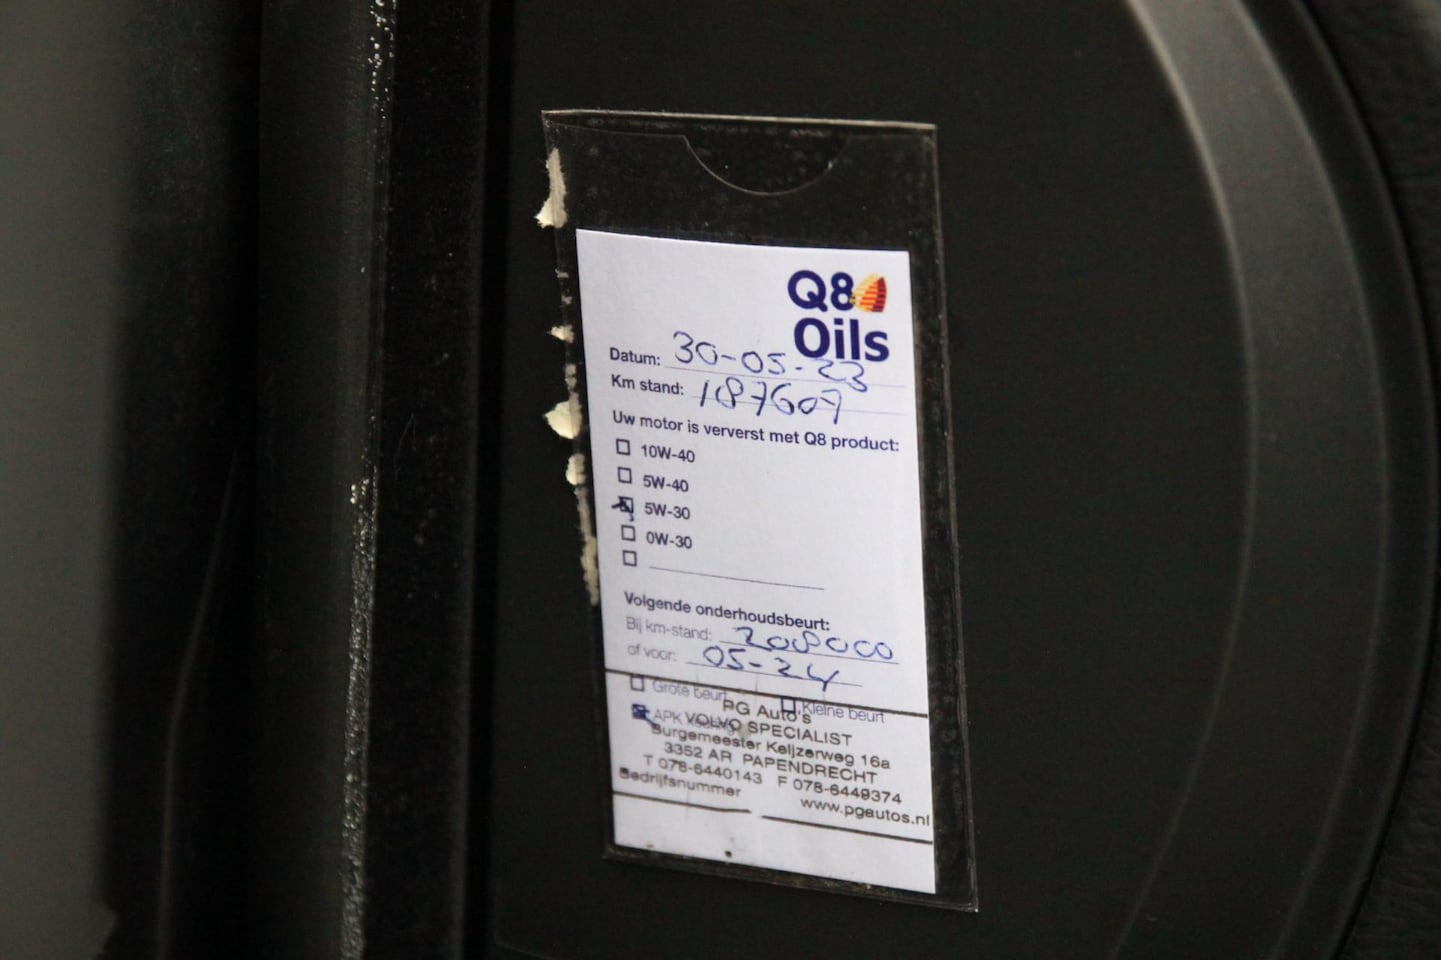 Q8
Oils
Datum: 30-05-23
Km stand: 187607
Uw motor is ververst met Q8 product:
10W-40
5W-40
5W-30
0W-30
Volgende onderhoudsbeurt:
Bij km-stand: 208000
of voor: 05-24
Grote beurt Kleine beurt
PG Auto's
APK
VOLVO SPECIALIST
Burgemeester Keijzerweg 16a
3352 AR PAPENDRECHT
T 078-6440143 F 078-6449374
Bedrijfsnummer www.pgautos.nl